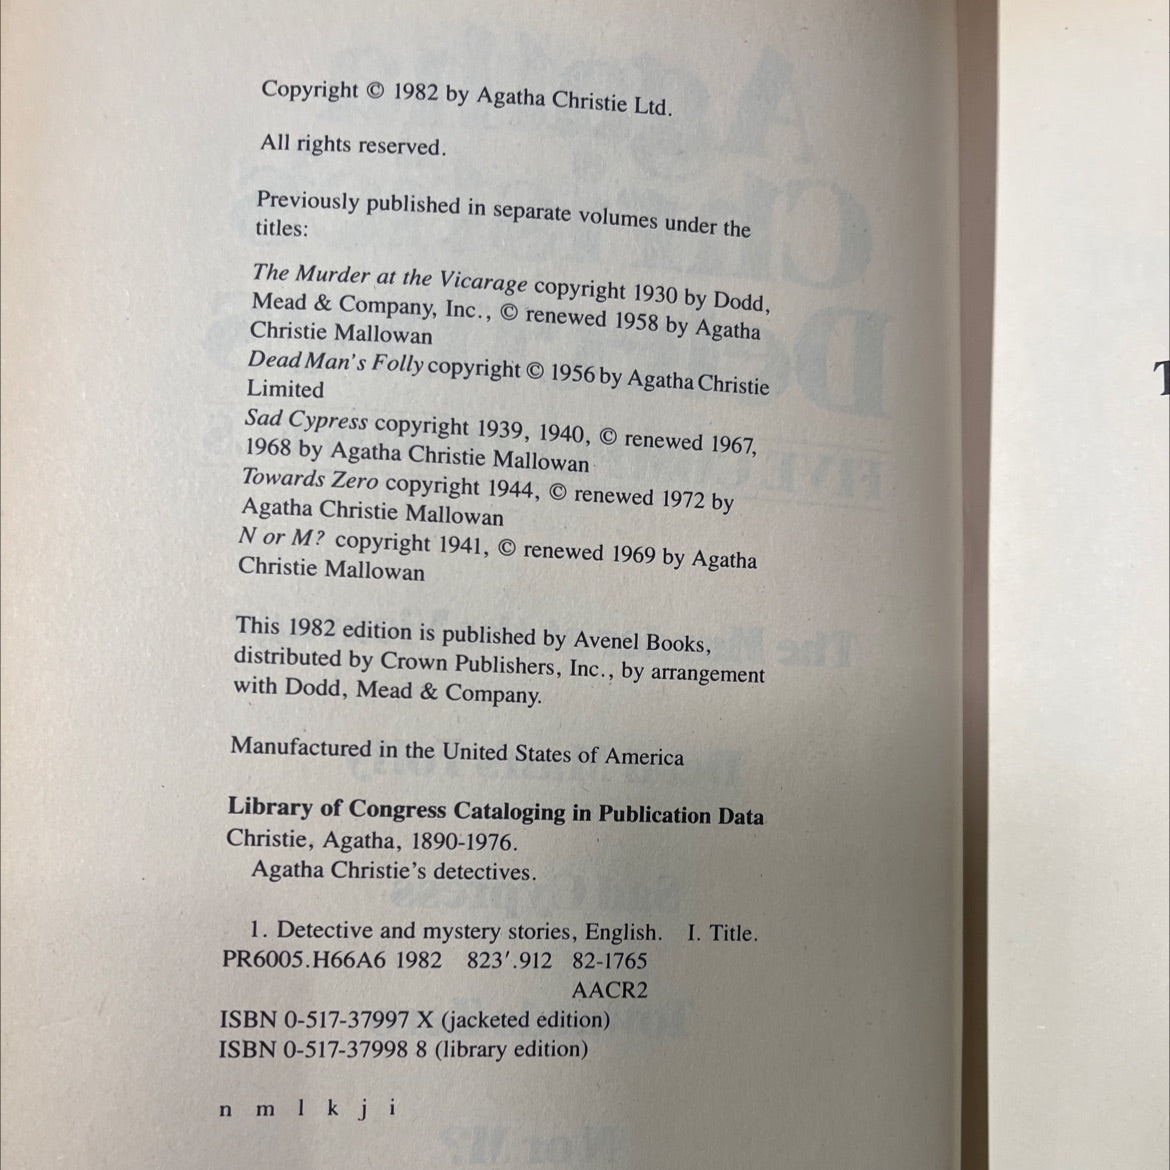 Copyright © 1982 by Agatha Christie Ltd.
All rights reserved.
Previously published in separate volumes under the
titles:
The Murder at the Vicarage copyright 1930 by Dodd,
Mead & Company, Inc., © renewed 1958 by Agatha
Christie Mallowan
Dead Man's Folly copyright © 1956 by Agatha Christie
Limited
Sad Cypress copyright 1939, 1940, © renewed 1967,
1968 by Agatha Christie Mallowan
Towards Zero copyright 1944, © renewed 1972 by
Agatha Christie Mallowan
N or M? copyright 1941, © renewed 1969 by Agatha
Christie Mallowan
This 1982 edition is published by Avenel Books,
distributed by Crown Publishers, Inc., by arrangement
with Dodd, Mead & Company.
Manufactured in the United States of America
Library of Congress Cataloging in Publication Data
Christie, Agatha, 1890-1976.
Agatha Christie's detectives.
1. Detective and mystery stories, English. I. Title.
PR6005.H66A6 1982 823′.912 82-1765
AACR2
ISBN 0-517-37997 X (jacketed edition)
ISBN 0-517-37998 8 (library edition)
n m l k j i